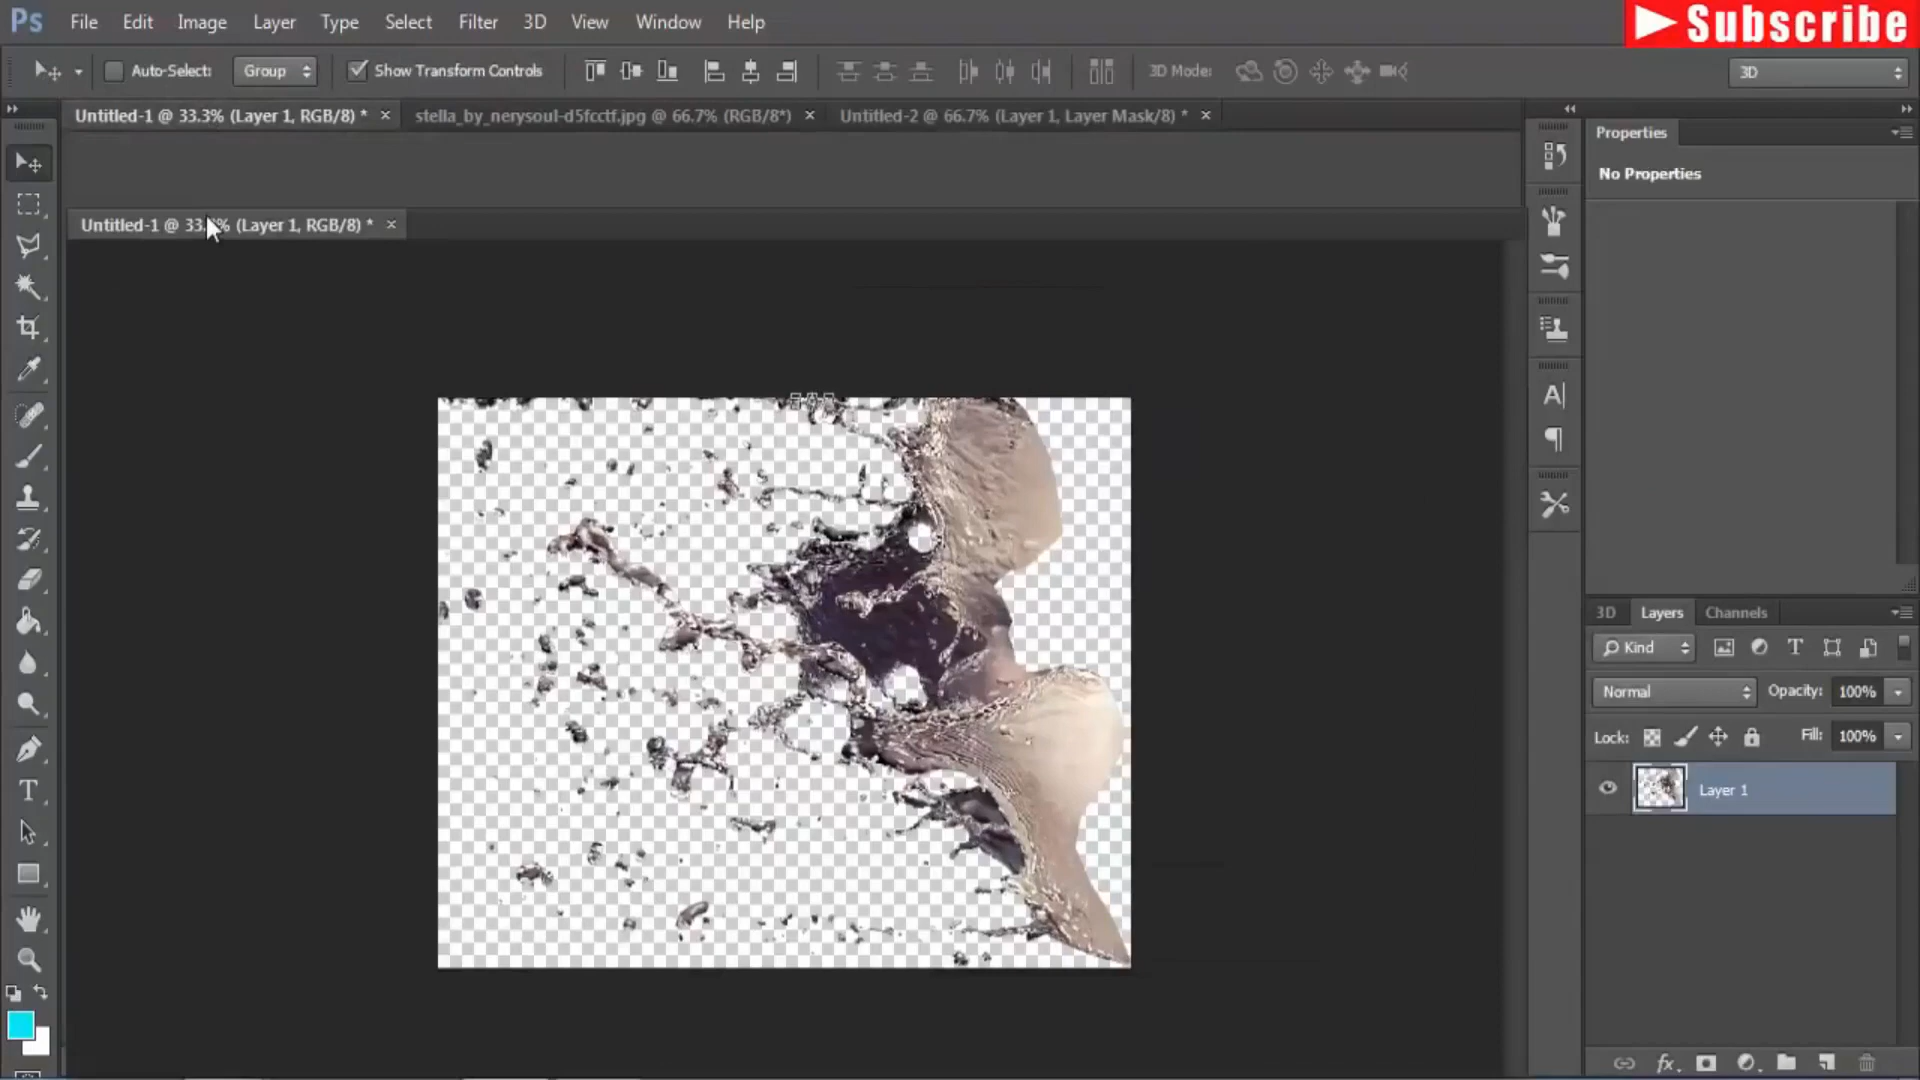 Ps File Edit Image Layer Type Select Filter 3D View Window Help
Subscribe
Auto-Select: Group Show Transform Controls 3D Mode: 3D
Untitled-1 @ 33.3% (Layer 1, RGB/8) * × stella_by_nerysoul-d5fcctf.jpg @ 66.7% (RGB/8*) × Untitled-2 @ 66.7% (Layer 1, Layer Mask/8) * ×
Properties
No Properties
Untitled-1 @ 33.% (Layer 1, RGB/8) * ×
3D Layers Channels
Kind
Normal Opacity: 100%
Lock: Fill: 100%
Layer 1